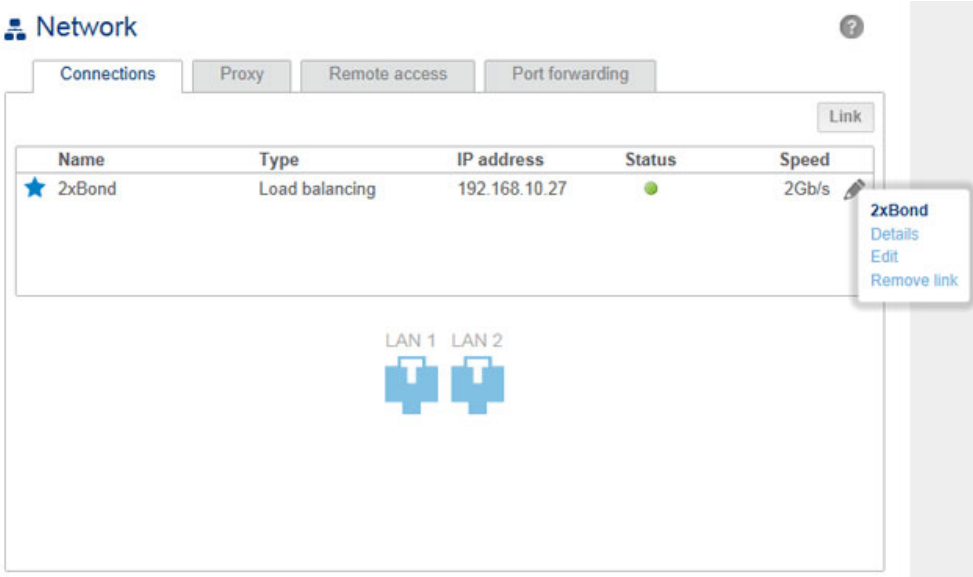 Network
?
Connections Proxy Remote access Port forwarding
Link
Name Type IP address Status Speed
2xBond Load balancing 192.168.10.27 2Gb/s
2xBond
Details
Edit
Remove link
LAN 1 LAN 2